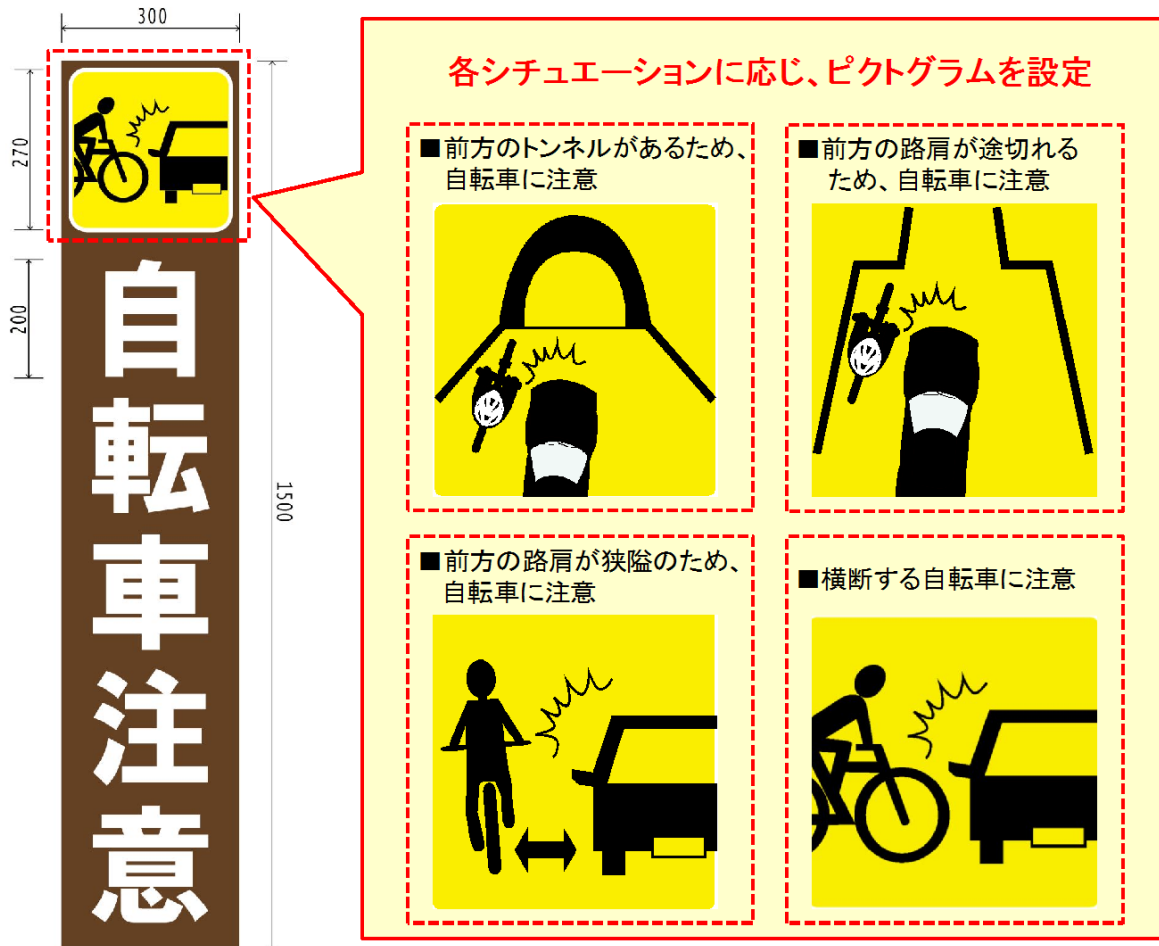 300
270
200
1500
自転車注意
各シチュエーションに応じ、ピクトグラムを設定
■前方のトンネルがあるため、
自転車に注意
■前方の路肩が途切れる
ため、自転車に注意
■前方の路肩が狭隘のため、
自転車に注意
■横断する自転車に注意